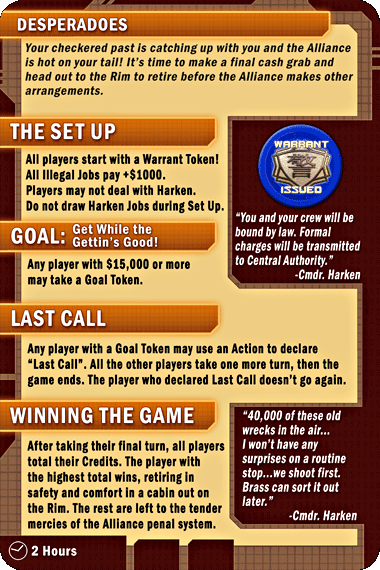 DESPERADOES
Your checkered past is catching up with you and the Alliance
is hot on your tail! It's time to make a final cash grab and
head out to the Rim to retire before the Alliance makes other
arrangements.
THE SET UP
All players start with a Warrant Token!
All Illegal Jobs pay +$1000.
Players may not deal with Harken.
Do not draw Harken Jobs during Set Up.
WARRANT
警
ISSUED
"You and your crew will be
bound by law. Formal
charges will be transmitted
to Central Authority."
-Cmdr. Harken
GOAL: Get While the
Gettin's Good!
Any player with $15,000 or more
may take a Goal Token.
LAST CALL
Any player with a Goal Token may use an Action to declare
"Last Call". All the other players take one more turn, then the
game ends. The player who declared Last Call doesn't go again.
WINNING THE GAME
After taking their final turn, all players
total their Credits. The player with
the highest total wins, retiring in
safety and comfort in a cabin out on
the Rim. The rest are left to the tender
mercies of the Alliance penal system.
"40,000 of these old
wrecks in the air...
I won't have any
surprises on a routine
stop...we shoot first.
Brass can sort it out
later."
-Cmdr. Harken
2 Hours